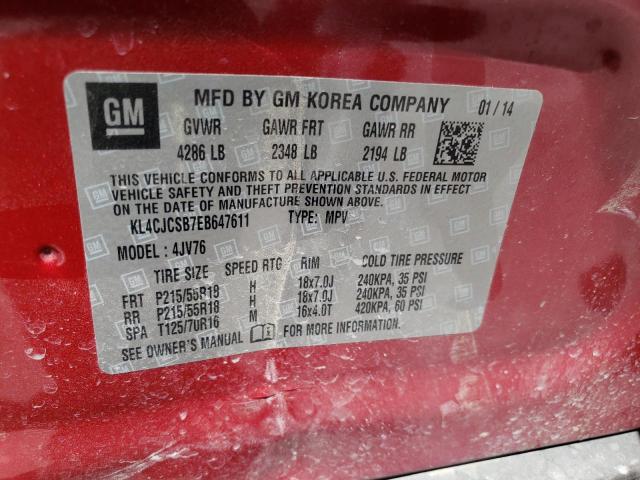 GM
MFD BY GM KOREA COMPANY 01/14
GVWR GAWR FRT GAWR RR
4286 LB 2348 LB 2194 LB
THIS VEHICLE CONFORMS TO ALL APPLICABLE U.S. FEDERAL MOTOR
VEHICLE SAFETY AND THEFT PREVENTION STANDARDS IN EFFECT
ON THE DATE OF MANUFACTURE SHOWN ABOVE.
KL4CJCSB7EB647611 TYPE: MPV
MODEL: 4JV76
TIRE SIZE SPEED RTG RIM COLD TIRE PRESSURE
FRT P215/55R18 H 18x7.0J 240KPA, 35 PSI
RR P215/55R18 H 18x7.0J 240KPA, 35 PSI
SPA T125/70R16 M 16x4.0T 420KPA, 60 PSI
SEE OWNER'S MANUAL FOR MORE INFORMATION.